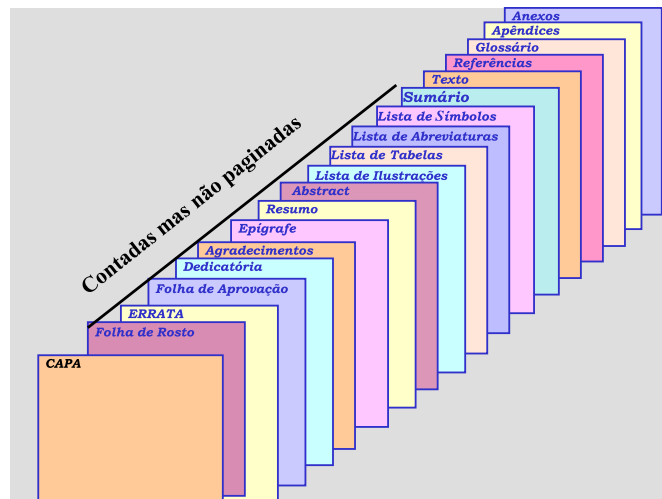 Anexos
Apêndices
Glossário
Referências
Texto
Sumário
Lista de Símbolos
Lista de Abreviaturas
Lista de Tabelas
Lista de Ilustrações
Abstract
Resumo
Epígrafe
Agradecimentos
Dedicatória
Folha de Aprovação
ERRATA
Folha de Rosto
CAPA
Contadas mas não paginadas